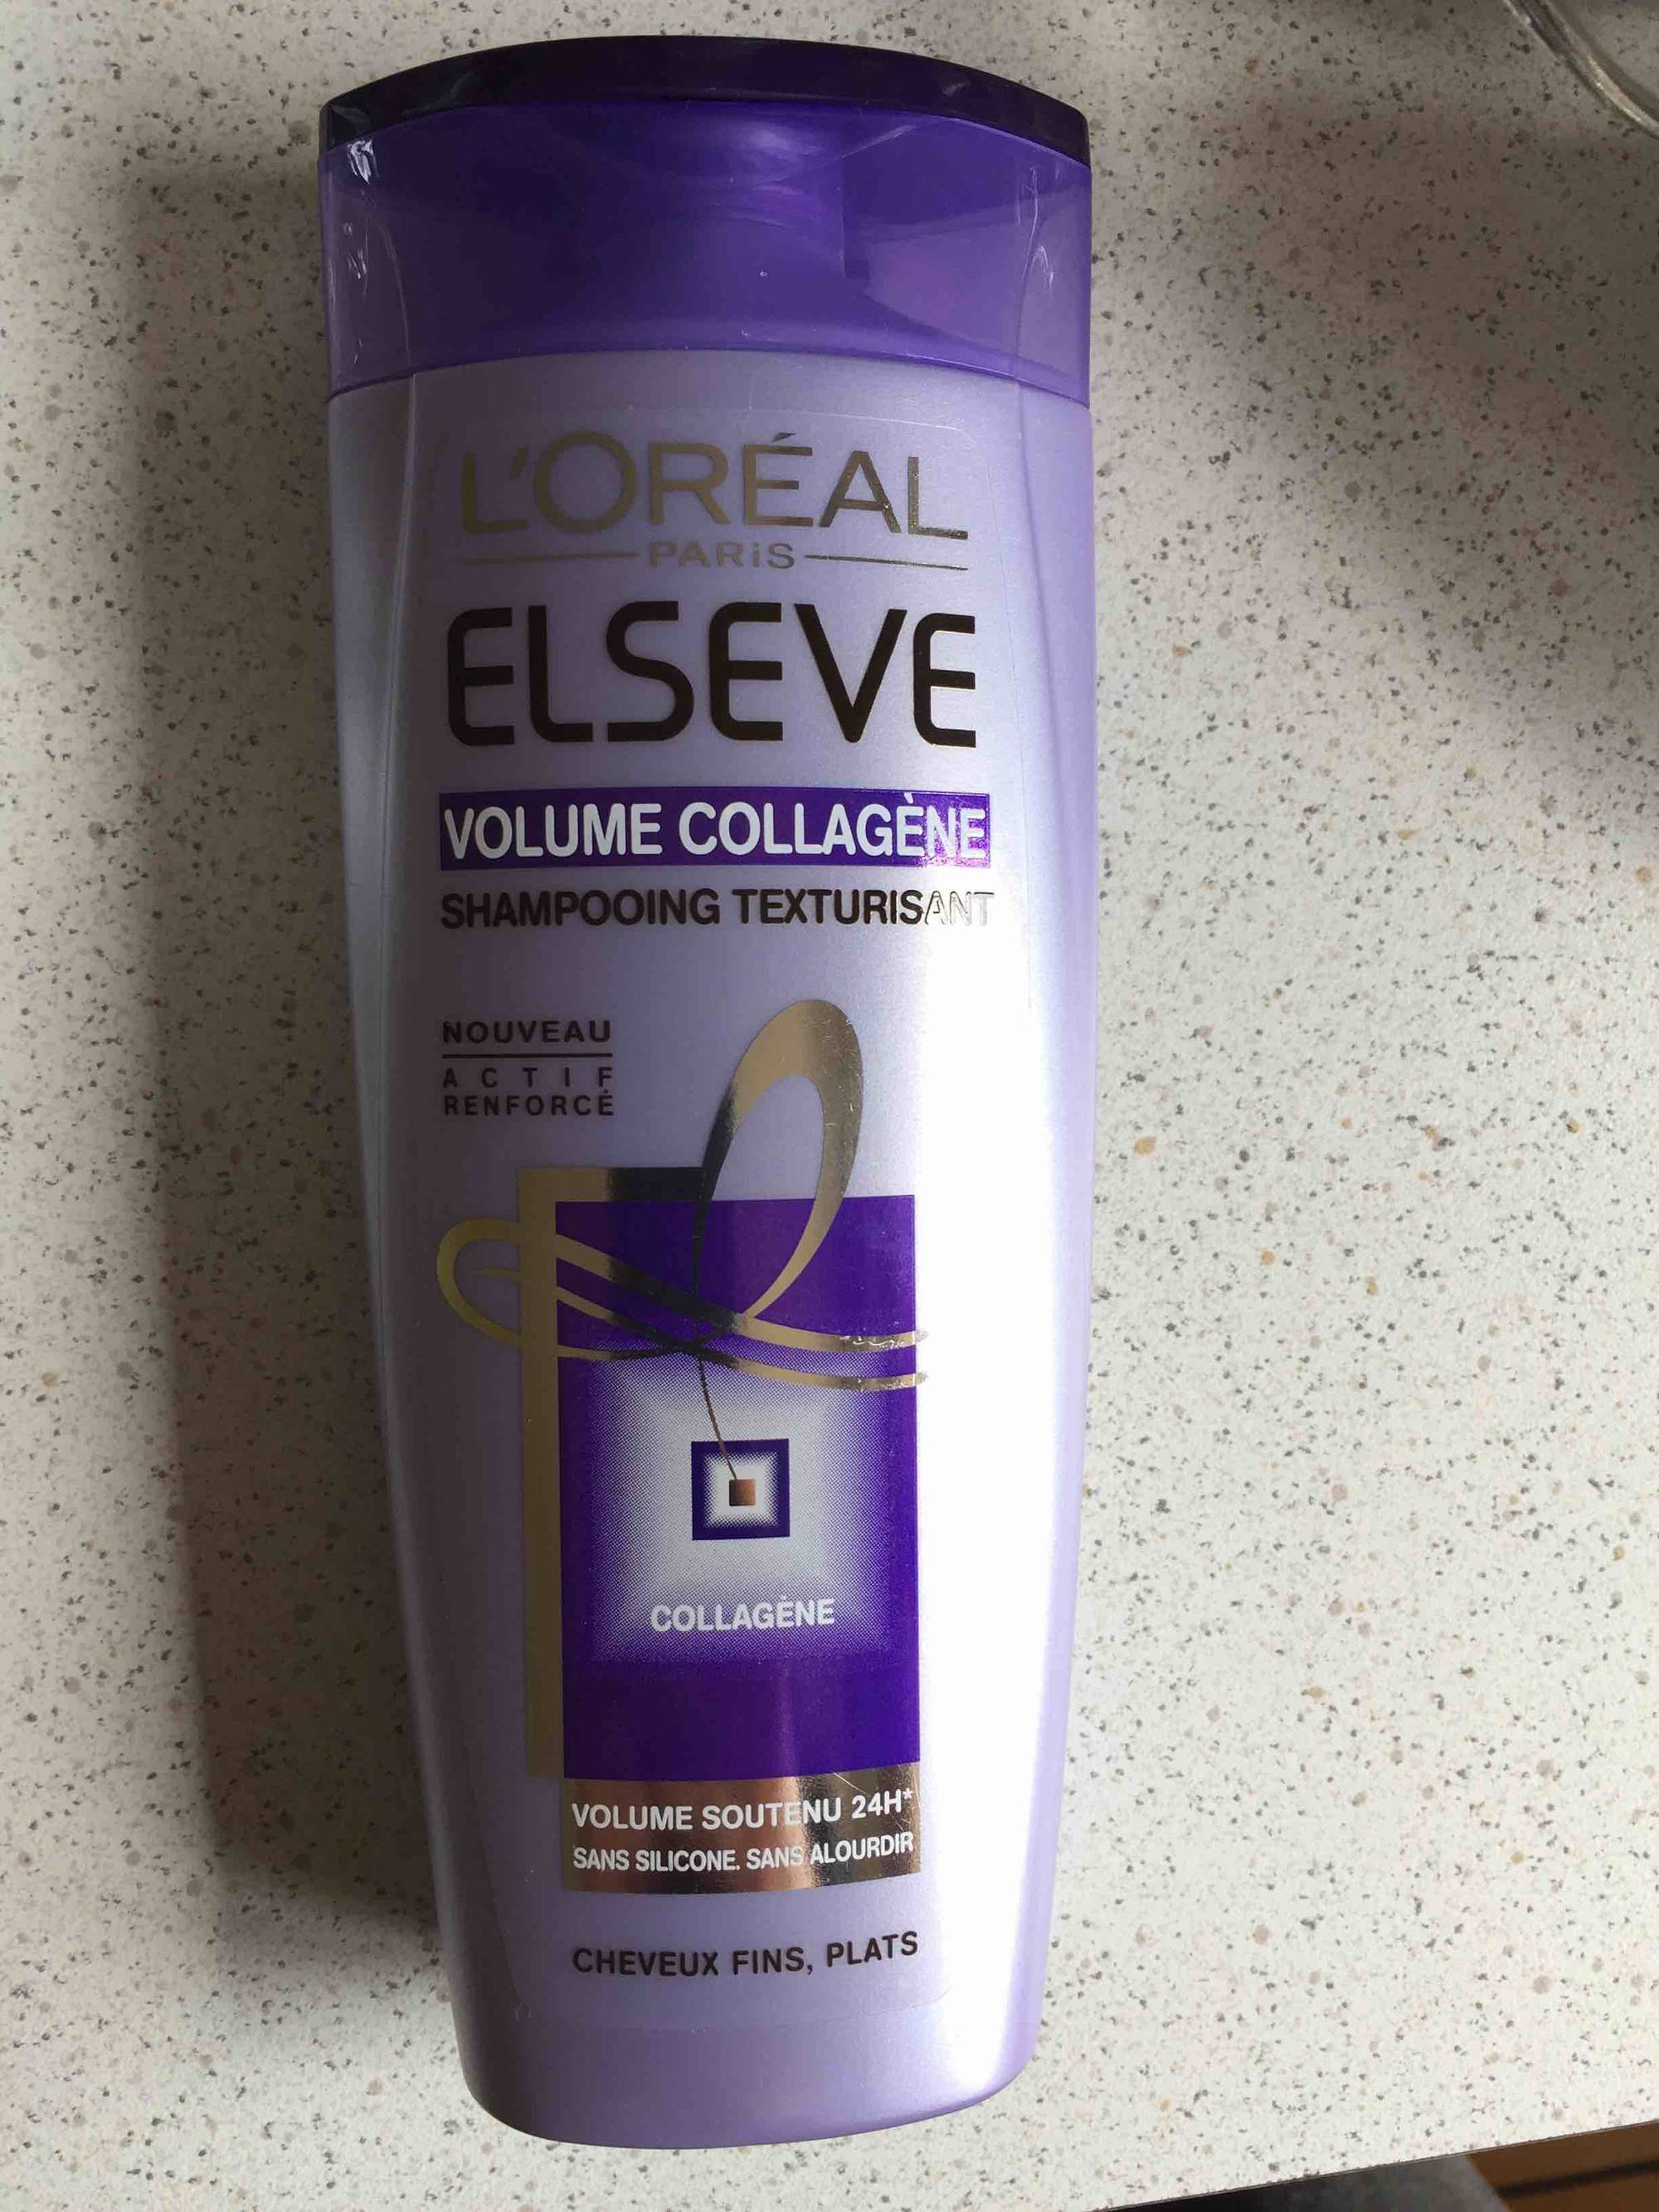 L'ORÉAL
PARiS
ELSEVE
VOLUME COLLAGÈNE
SHAMPOOING TEXTURISANT
NOUVEAU
ACTIF
RENFORCÉ
COLLAGÈNE
VOLUME SOUTENU 24H*
SANS SILICONE. SANS ALOURDIR
CHEVEUX FINS, PLATS